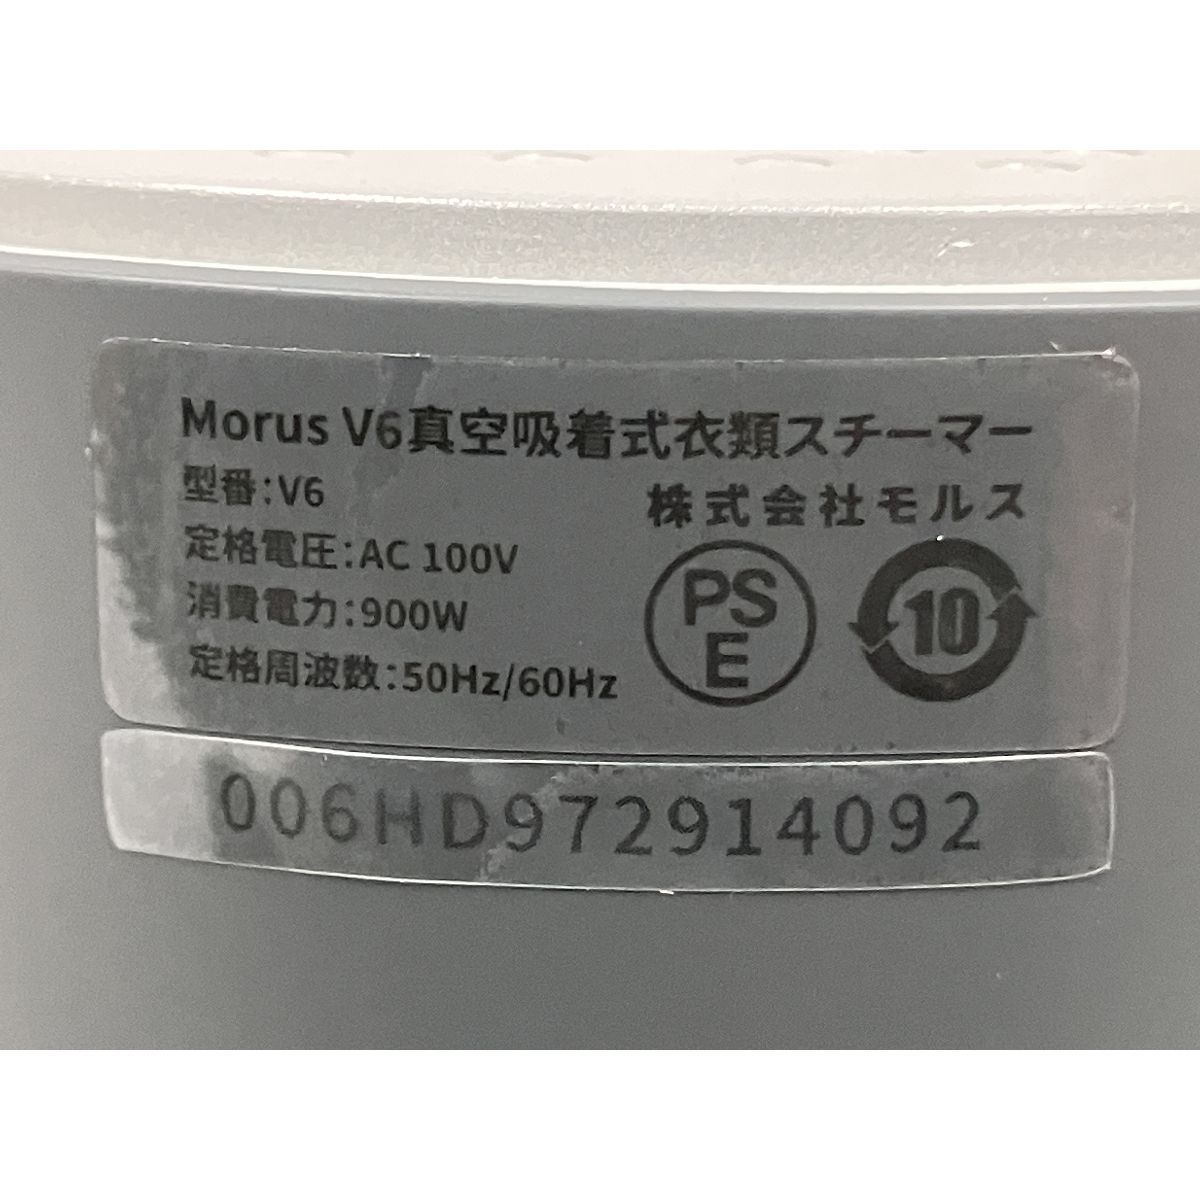 Morus V6真空吸着式衣類スチーマー
型番:V6
株式会社モルス
定格電圧:AC 100V
消費電力:900W
定格周波数:50Hz/60Hz
PS
E
10
006HD972914092